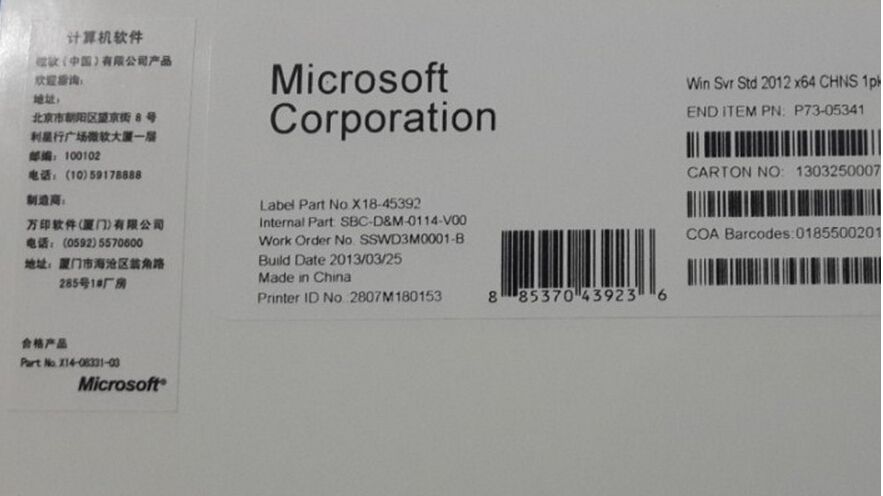 计算机软件
微软（中国）有限公司产品
欢迎垂询:
地址:
北京市朝阳区望京街 8 号
利星行广场微软大厦一层
邮编: 100102
电话: (10)59178888
制造商:
万印软件(厦门)有限公司
电话: (0592)5570600
地址: 厦门市海沧区翁角路
285号1#厂房
合格产品
Part No. X14-08331-03
Microsoft®
Microsoft
Corporation
Label Part No X18-45392
Internal Part SBC-D&M-0114-V00
Work Order No. SSWD3M0001-B
Build Date 2013/03/25
Made in China
Printer ID No.:2807M180153
8 85370 43923 6
Win Svr Std 2012 x64 CHNS 1pk
END ITEM PN: P73-05341
CARTON NO: 1303250007
COA Barcodes:0185500201